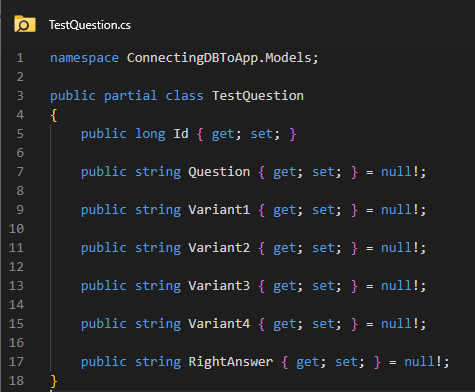 TestQuestion.cs
1 namespace ConnectingDBToApp.Models;
2
3 public partial class TestQuestion
4 {
5 public long Id { get; set; }
6
7 public string Question { get; set; } = null!;
8
9 public string Variant1 { get; set; } = null!;
10
11 public string Variant2 { get; set; } = null!;
12
13 public string Variant3 { get; set; } = null!;
14
15 public string Variant4 { get; set; } = null!;
16
17 public string RightAnswer { get; set; } = null!;
18 }